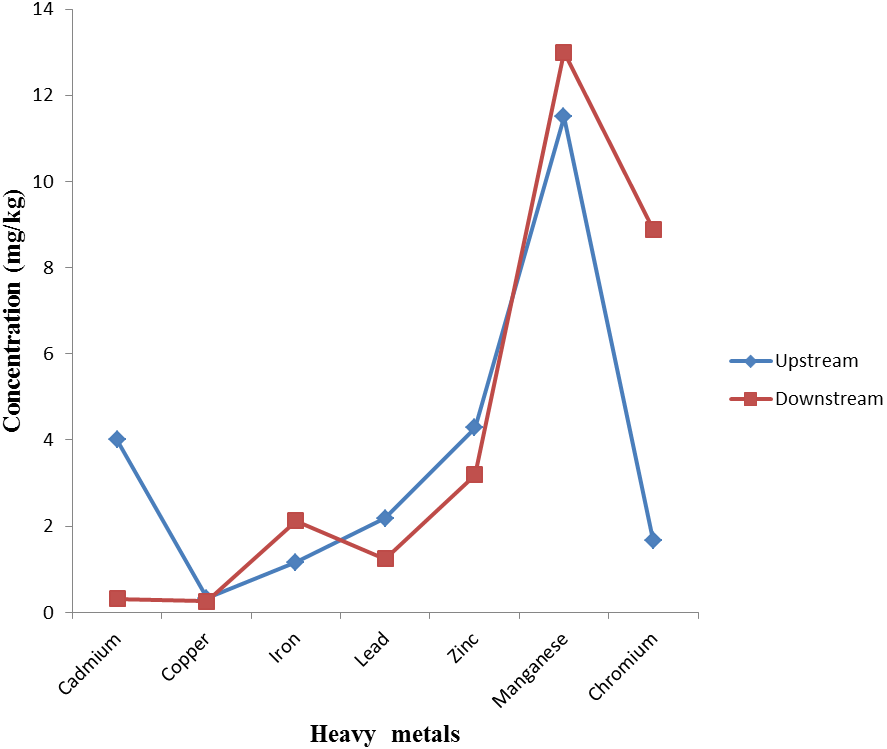 14
12
10
8
6
4
2
0
Concentration (mg/kg)
Cadmium
Copper
Iron
Lead
Zinc
Manganese
Chromium
Heavy metals
Upstream
Downstream